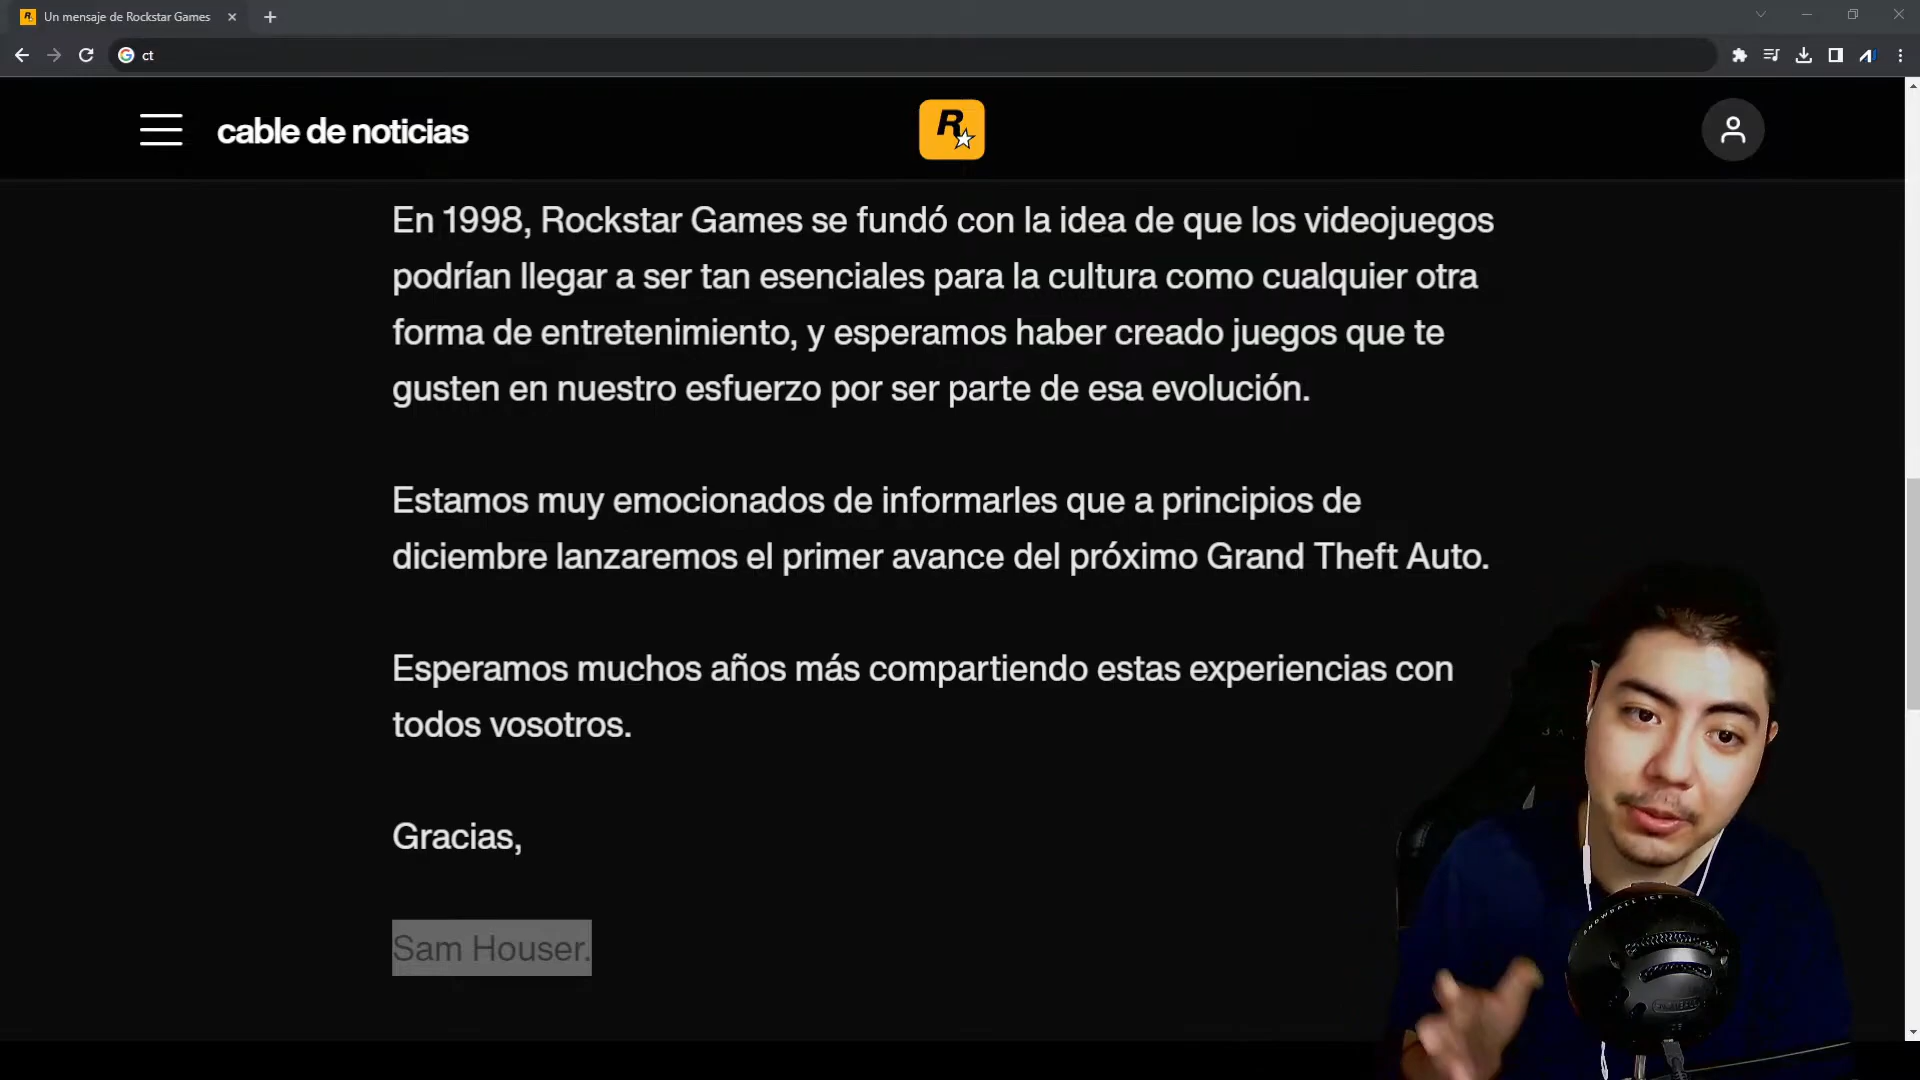 Un mensaje de Rockstar Games
ct
cable de noticias
R
En 1998, Rockstar Games se fundó con la idea de que los videojuegos
podrían llegar a ser tan esenciales para la cultura como cualquier otra
forma de entretenimiento, y esperamos haber creado juegos que te
gusten en nuestro esfuerzo por ser parte de esa evolución.
Estamos muy emocionados de informarles que a principios de
diciembre lanzaremos el primer avance del próximo Grand Theft Auto.
Esperamos muchos años más compartiendo estas experiencias con
todos vosotros.
Gracias,
Sam Houser.
SNOWBALL ICE